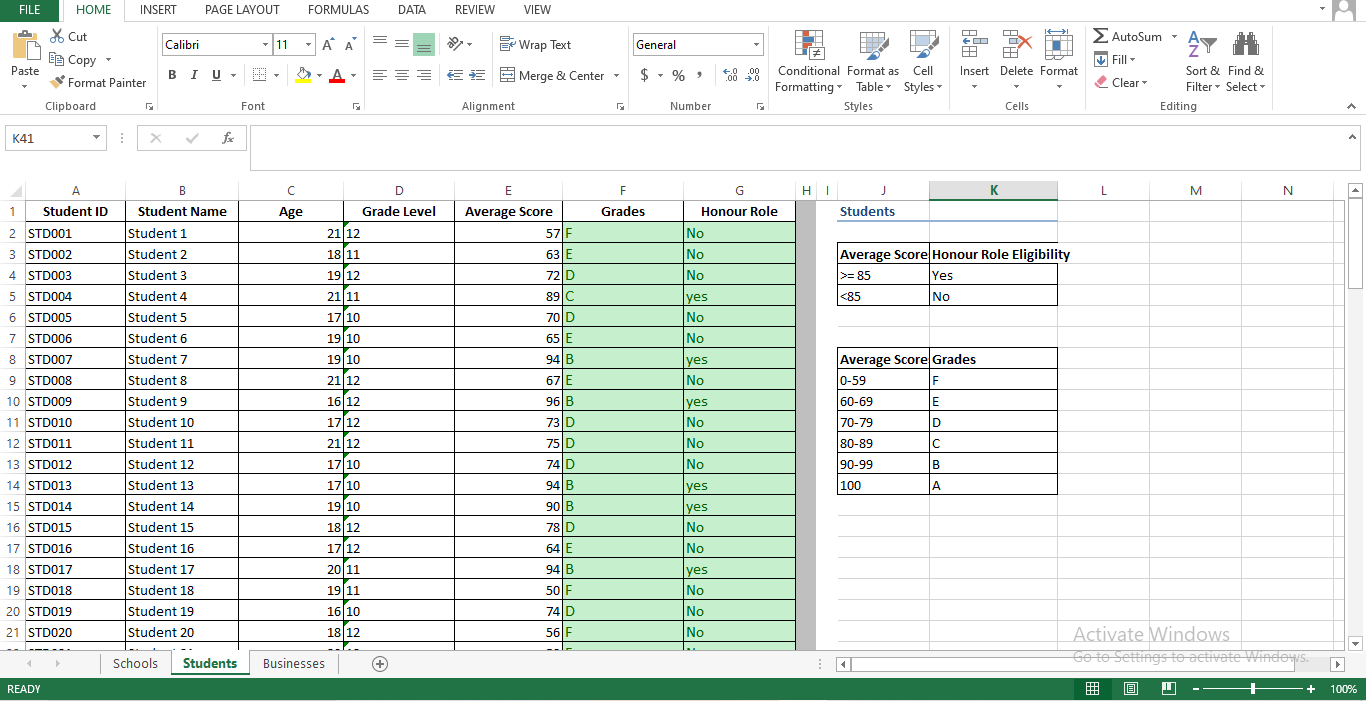 FILE HOME INSERT PAGE LAYOUT FORMULAS DATA REVIEW VIEW
Cut
Copy
Format Painter
Paste
Clipboard
Calibri 11
B I U
Font
Wrap Text
Merge & Center
Alignment
General
$ %
Number
Conditional Formatting
Format as Table
Cell Styles
Styles
Insert Delete Format
Cells
AutoSum
Fill
Clear
Sort & Filter
Find & Select
Editing
K41 fx
A B C D E F G H I J K L M N
1 Student ID Student Name Age Grade Level Average Score Grades Honour Role Students
2 STD001 Student 1 21 12 57 F No
3 STD002 Student 2 18 11 63 E No Average Score Honour Role Eligibility
4 STD003 Student 3 19 12 72 D No >= 85 Yes
5 STD004 Student 4 21 11 89 C yes <85 No
6 STD005 Student 5 17 10 70 D No
7 STD006 Student 6 19 10 65 E No
8 STD007 Student 7 19 10 94 B yes Average Score Grades
9 STD008 Student 8 21 12 67 E No 0-59 F
10 STD009 Student 9 16 12 96 B yes 60-69 E
11 STD010 Student 10 17 12 73 D No 70-79 D
12 STD011 Student 11 21 12 75 D No 80-89 C
13 STD012 Student 12 17 10 74 D No 90-99 B
14 STD013 Student 13 17 10 94 B yes 100 A
15 STD014 Student 14 19 10 90 B yes
16 STD015 Student 15 18 12 78 D No
17 STD016 Student 16 17 12 64 E No
18 STD017 Student 17 20 11 94 B yes
19 STD018 Student 18 19 11 50 F No
20 STD019 Student 19 16 10 74 D No
21 STD020 Student 20 18 12 56 F No
Activate Windows
Go to Settings to activate Windows.
Schools Students Businesses
READY 100%